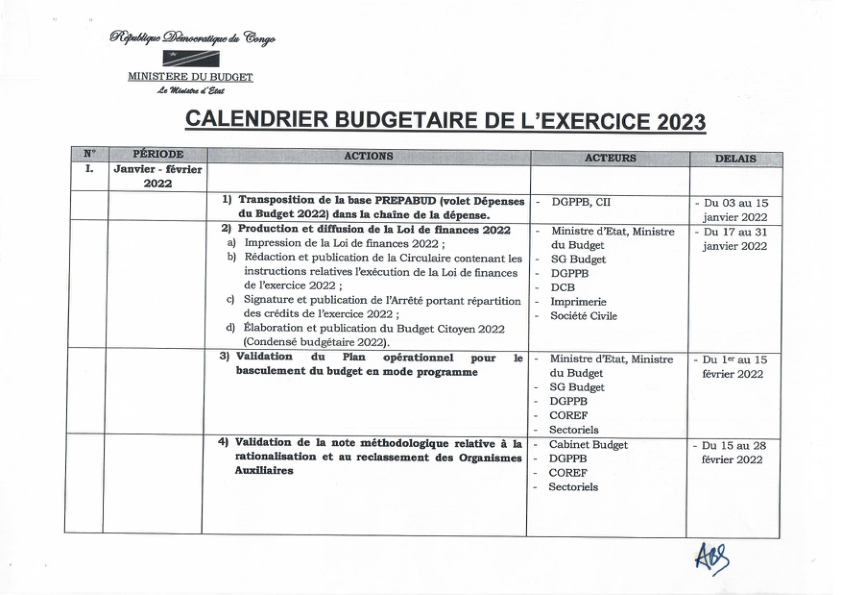 République Démocratique du Congo
MINISTERE DU BUDGET
Le Ministre d'Etat
CALENDRIER BUDGETAIRE DE L'EXERCICE 2023
N° PÉRIODE ACTIONS ACTEURS DELAIS
I. Janvier - février
2022
1) Transposition de la base PREPABUD (volet Dépenses
du Budget 2022) dans la chaîne de la dépense.
- DGPPB, CII
- Du 03 au 15
janvier 2022
2) Production et diffusion de la Loi de finances 2022
a) Impression de la Loi de finances 2022 ;
b) Rédaction et publication de la Circulaire contenant les
instructions relatives l'exécution de la Loi de finances
de l'exercice 2022 ;
c) Signature et publication de l'Arrêté portant répartition
des crédits de l'exercice 2022 ;
d) Élaboration et publication du Budget Citoyen 2022
(Condensé budgétaire 2022).
- Ministre d'Etat, Ministre
du Budget
- SG Budget
- DGPPB
- DCB
- Imprimerie
- Société Civile
- Du 17 au 31
janvier 2022
3) Validation du Plan opérationnel pour le
basculement du budget en mode programme
- Ministre d'Etat, Ministre
du Budget
- SG Budget
- DGPPB
- COREF
- Sectoriels
- Du 1er au 15
février 2022
4) Validation de la note méthodologique relative à la
rationalisation et au reclassement des Organismes
Auxiliaires
- Cabinet Budget
- DGPPB
- COREF
- Sectoriels
- Du 15 au 28
février 2022